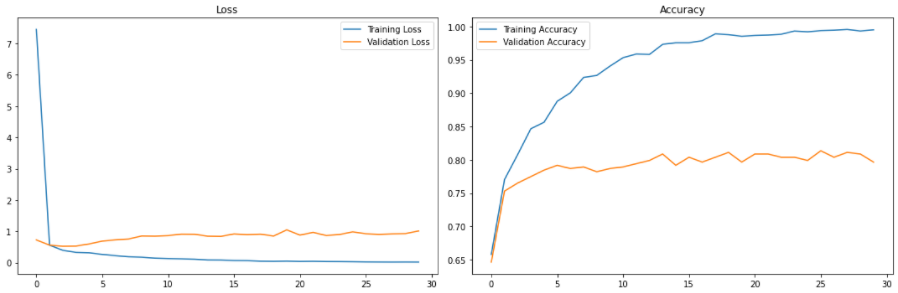 Loss
Training Loss
Validation Loss
7
6
5
4
3
2
1
0
0 5 10 15 20 25 30
Accuracy
Training Accuracy
Validation Accuracy
1.00
0.95
0.90
0.85
0.80
0.75
0.70
0.65
0 5 10 15 20 25 30